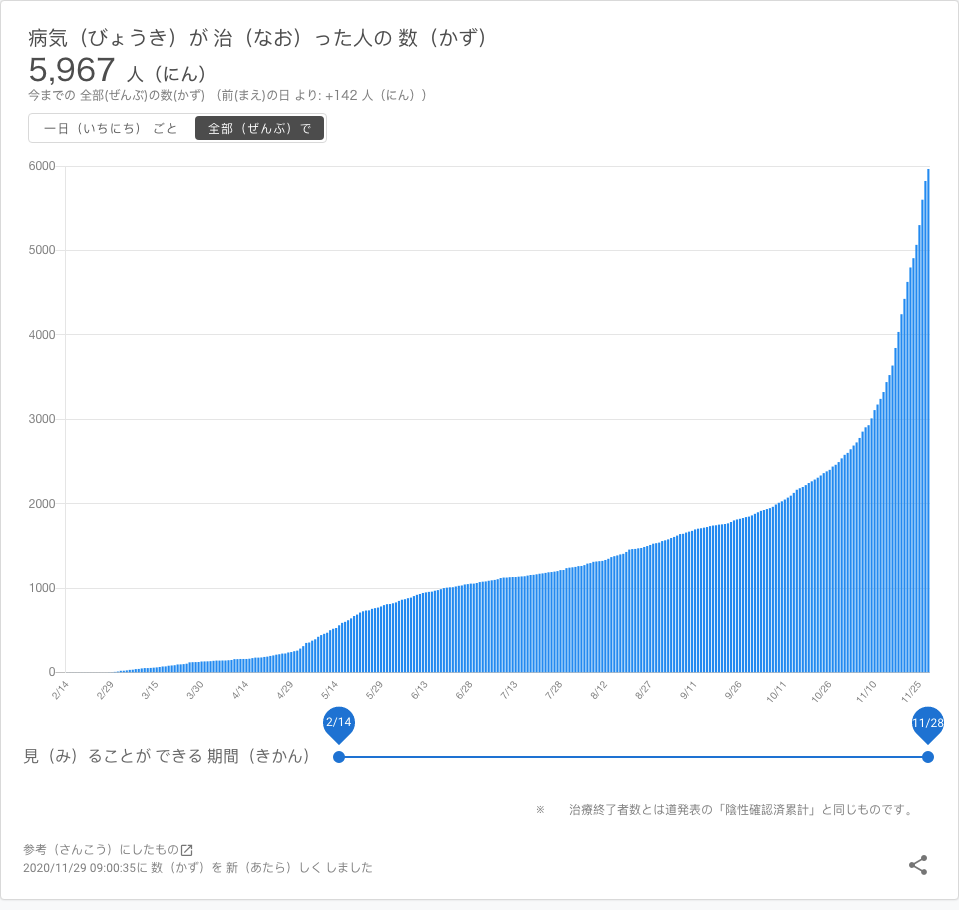 病気（びょうき）が 治（なお）った人の 数（かず）
5,967 人（にん）
今までの 全部(ぜんぶ)の数(かず) （前(まえ)の日 より: +142 人（にん））
一日（いちにち） ごと 全部（ぜんぶ）で
6000
5000
4000
3000
2000
1000
0
2/14 2/29 3/15 3/30 4/14 4/29 5/14 5/29 6/13 6/28 7/13 7/28 8/12 8/27 9/11 9/26 10/11 10/26 11/10 11/25
2/14 11/28
見（み）ることが できる 期間（きかん）
※ 治療終了者数とは道発表の「陰性確認済累計」と同じものです。
参考（さんこう）にしたもの
2020/11/29 09:00:35に 数（かず）を 新（あたら）しく しました